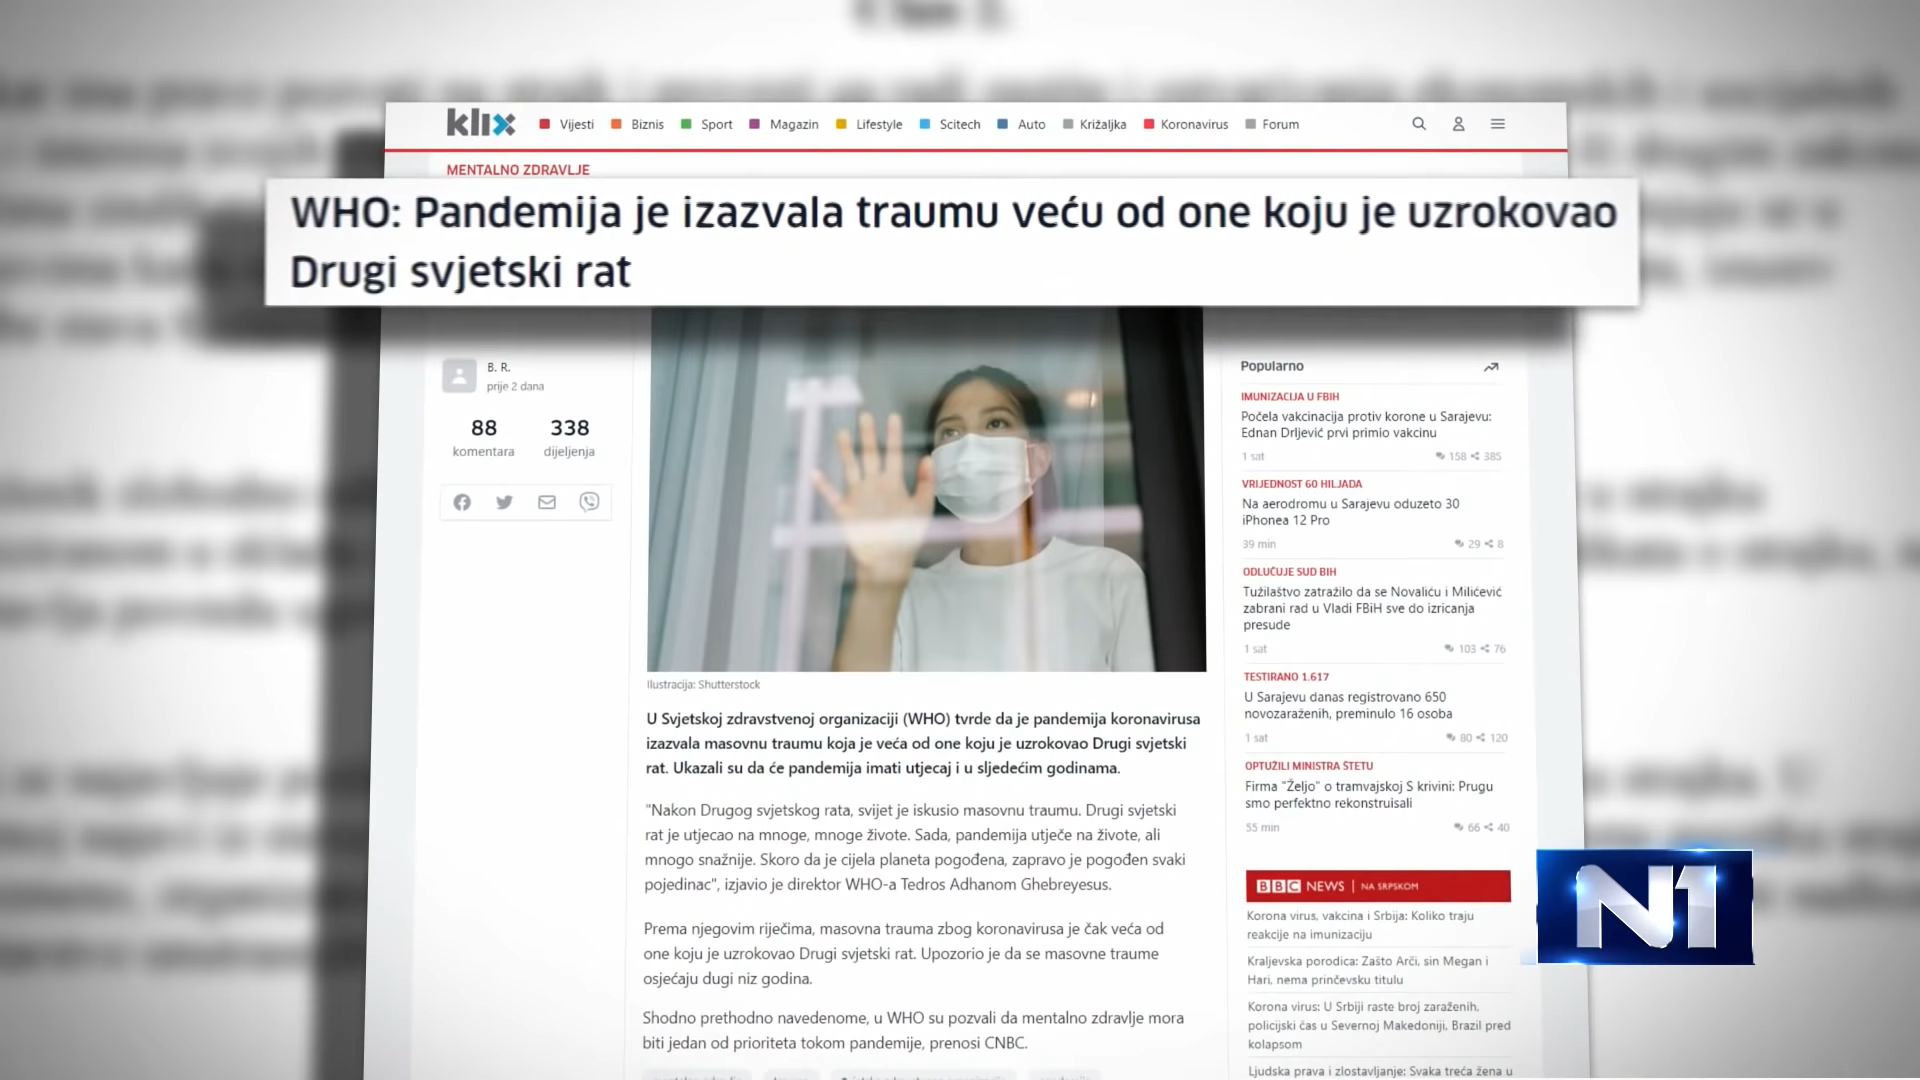 klix
Vijesti
Biznis
Sport
Magazin
Lifestyle
Scitech
Auto
Križaljka
Koronavirus
Forum
MENTALNO ZDRAVLJE
WHO: Pandemija je izazvala traumu veću od one koju je uzrokovao
Drugi svjetski rat
B. R.
prije 2 dana
88
komentara
338
dijeljenja
Ilustracija: Shutterstock
U Svjetskoj zdravstvenoj organizaciji (WHO) tvrde da je pandemija koronavirusa
izazvala masovnu traumu koja je veća od one koju je uzrokovao Drugi svjetski
rat. Ukazali su da će pandemija imati utjecaj i u sljedećim godinama.
"Nakon Drugog svjetskog rata, svijet je iskusio masovnu traumu. Drugi svjetski
rat je utjecao na mnoge, mnoge živote. Sada, pandemija utječe na živote, ali
mnogo snažnije. Skoro da je cijela planeta pogođena, zapravo je pogođen svaki
pojedinac", izjavio je direktor WHO-a Tedros Adhanom Ghebreyesus.
Prema njegovim riječima, masovna trauma zbog koronavirusa je čak veća od
one koju je uzrokovao Drugi svjetski rat. Upozorio je da se masovne traume
osjećaju dugi niz godina.
Shodno prethodno navedenome, u WHO su pozvali da mentalno zdravlje mora
biti jedan od prioriteta tokom pandemije, prenosi CNBC.
Popularno
IMUNIZACIJA U FBIH
Počela vakcinacija protiv korone u Sarajevu:
Ednan Drljević prvi primio vakcinu
1 sat
158
385
VRIJEDNOST 60 HILJADA
Na aerodromu u Sarajevu oduzeto 30
iPhonea 12 Pro
39 min
29
8
ODLUČUJE SUD BIH
Tužilaštvo zatražilo da se Novaliću i Milićević
zabrani rad u Vladi FBiH sve do izricanja
presude
1 sat
103
76
TESTIRANO 1.617
U Sarajevu danas registrovano 650
novozaraženih, preminulo 16 osoba
1 sat
80
120
OPTUŽILI MINISTRA ŠTETU
Firma "Željo" o tramvajskoj S krivini: Prugu
smo perfektno rekonstruisali
55 min
66
40
BBC NEWS | NA SRPSKOM
Korona virus, vakcina i Srbija: Koliko traju
reakcije na imunizaciju
Kraljevska porodica: Zašto Arči, sin Megan i
Hari, nema prinčevsku titulu
Korona virus: U Srbiji raste broj zaraženih,
policijski čas u Severnoj Makedoniji, Brazil pred
kolapsom
Ljudska prava i zlostavljanje: Svaka treća žena u
N1